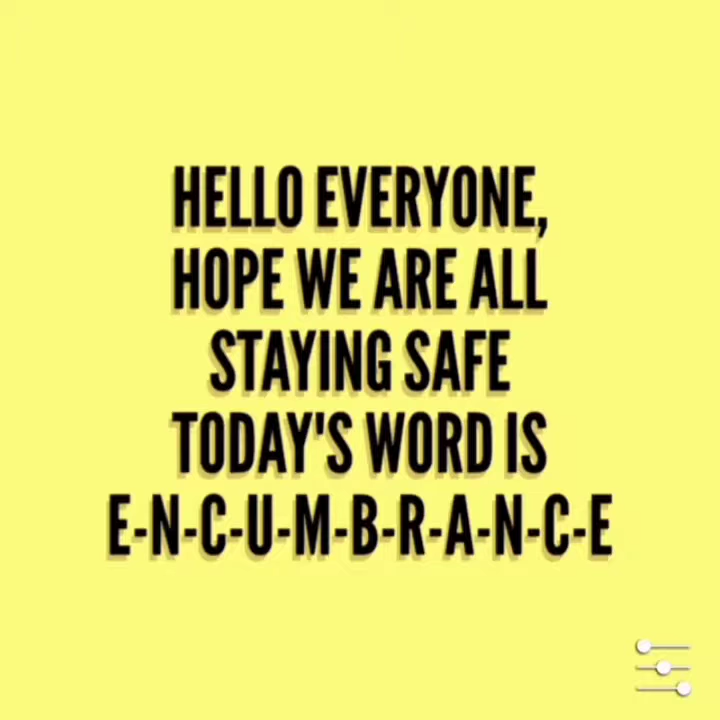 HELLO EVERYONE,
HOPE WE ARE ALL
STAYING SAFE
TODAY'S WORD IS
E-N-C-U-M-B-R-A-N-C-E